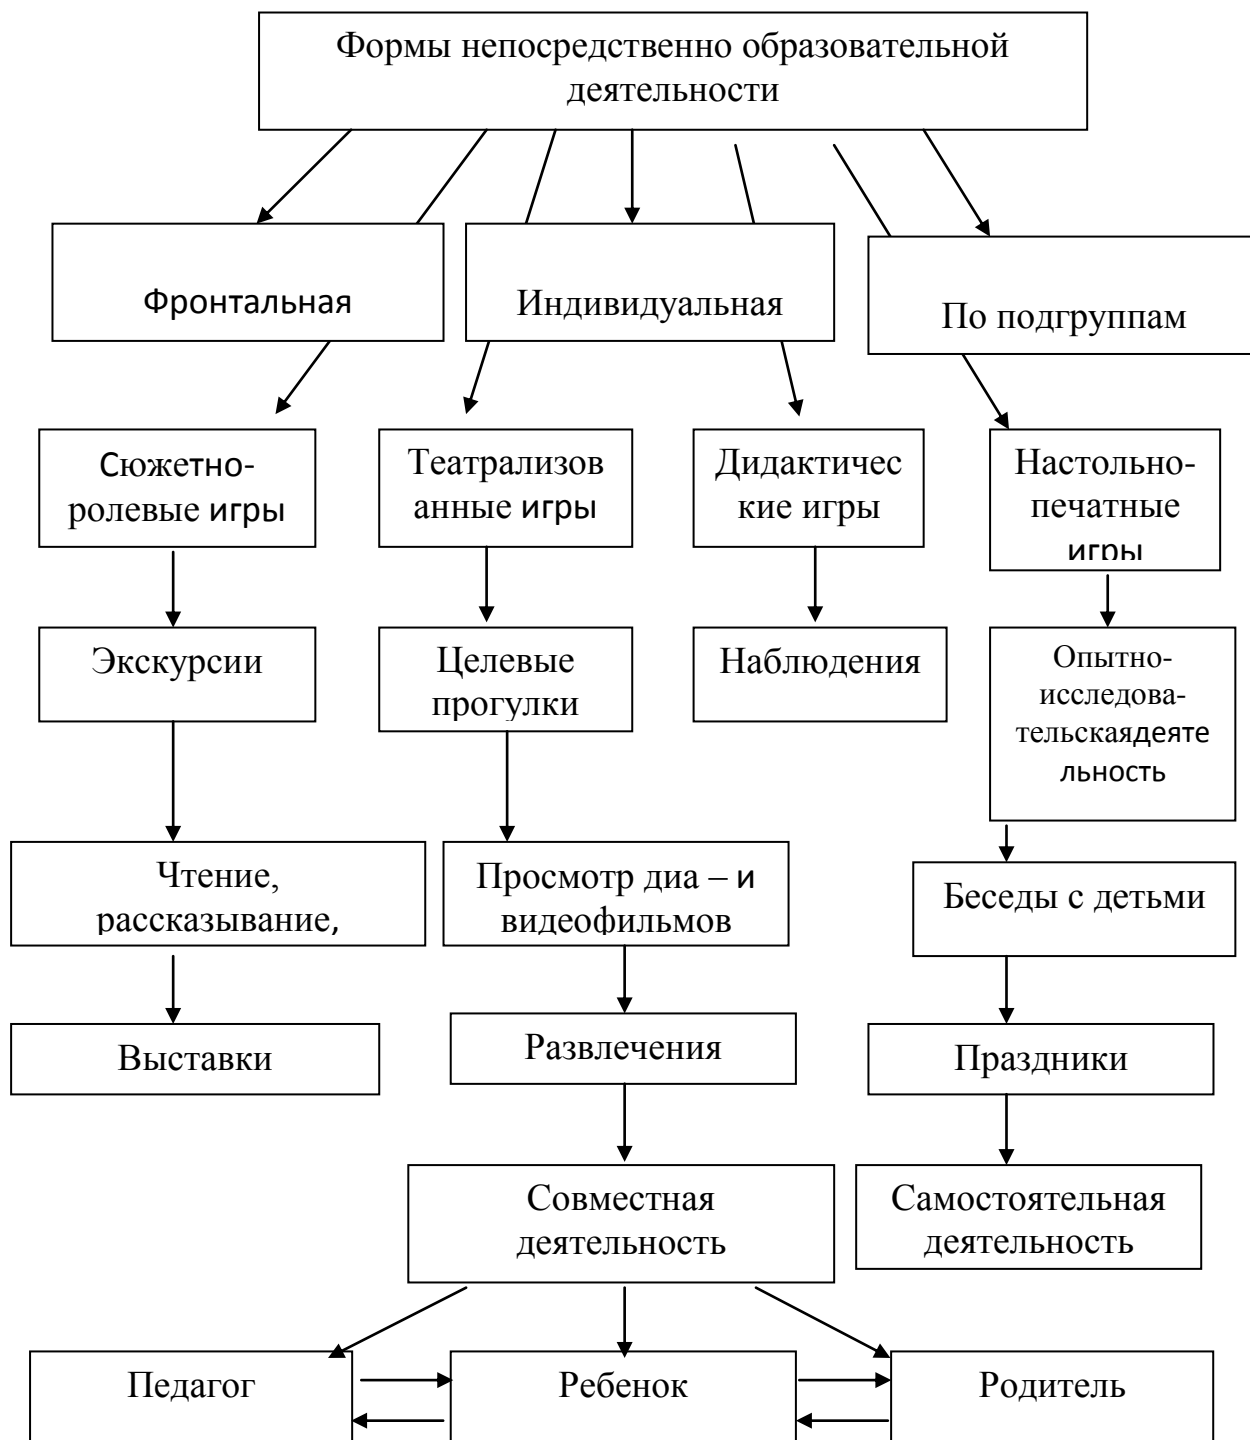 Формы непосредственно образовательной
деятельности
Фронтальная
Индивидуальная
По подгруппам
Сюжетно-
ролевые игры
Театрализов
анные игры
Дидактичес
кие игры
Настольно-
печатные
игры
Экскурсии
Целевые
прогулки
Наблюдения
Опытно-
исследова-
тельскаядеяте
льность
Чтение,
рассказывание,
Просмотр диа – и
видеофильмов
Беседы с детьми
Выставки
Развлечения
Праздники
Совместная
деятельность
Самостоятельная
деятельность
Педагог
Ребенок
Родитель